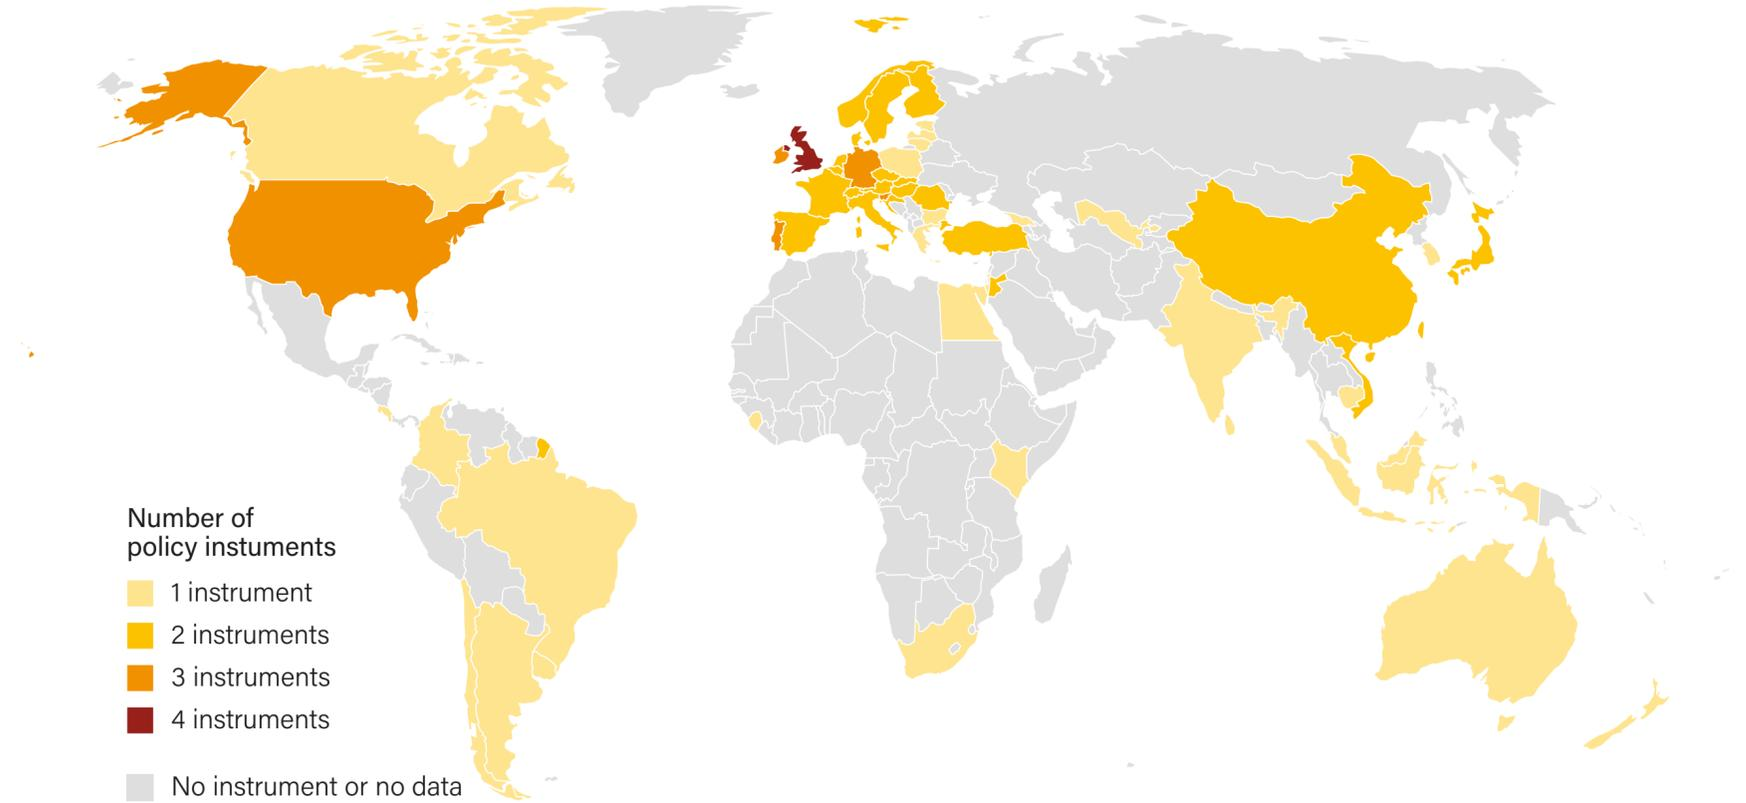 Number of
policy instuments
1 instrument
2 instruments
3 instruments
4 instruments
No instrument or no data